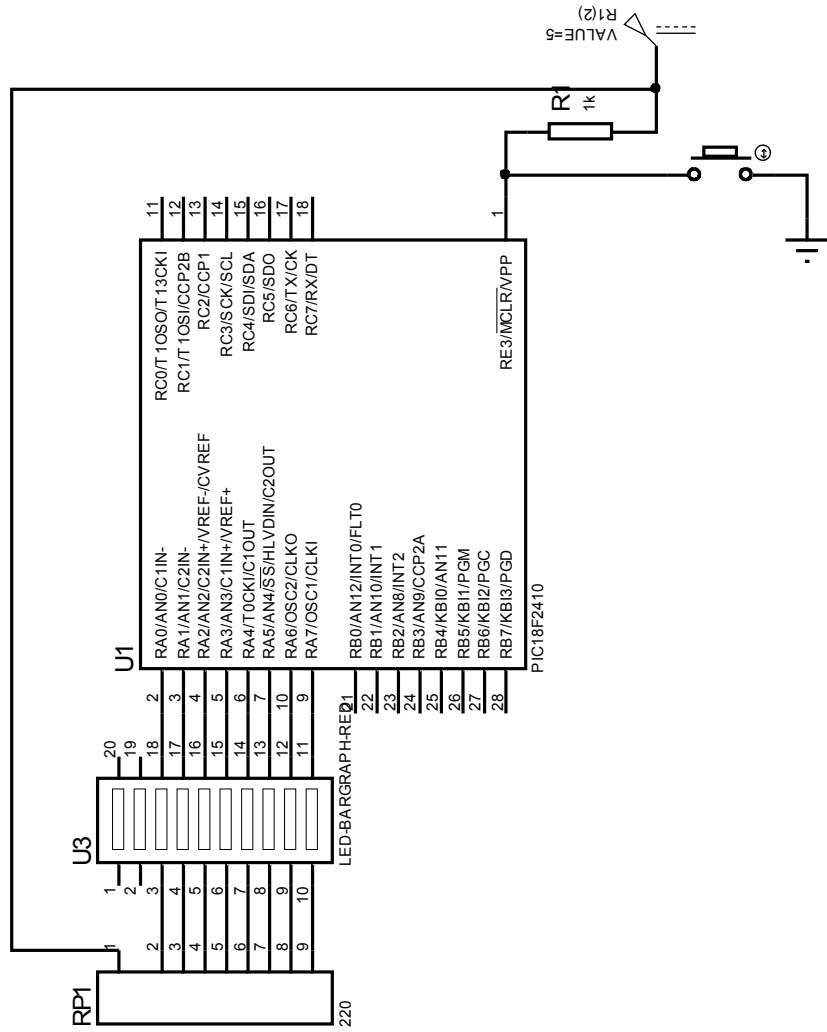 RP1
220
1
2
3
4
5
6
7
8
9
U3
LED-BARGRAPH-RED
1
2
3
4
5
6
7
8
9
10
20
19
18
17
16
15
14
13
12
11
U1
PIC18F2410
2
3
4
5
6
7
10
9
21
22
23
24
25
26
27
28
RA0/AN0/C1IN-
RA1/AN1/C2IN-
RA2/AN2/C2IN+/VREF-/CVREF
RA3/AN3/C1IN+/VREF+
RA4/T0CKI/C1OUT
RA5/AN4/SS/HLVDIN/C2OUT
RA6/OSC2/CLKO
RA7/OSC1/CLKI
RB0/AN12/INT0/FLT0
RB1/AN10/INT1
RB2/AN8/INT2
RB3/AN9/CCP2A
RB4/KBI0/AN11
RB5/KBI1/PGM
RB6/KBI2/PGC
RB7/KBI3/PGD
RC0/T1OSO/T13CKI
RC1/T1OSI/CCP2B
RC2/CCP1
RC3/SCK/SCL
RC4/SDI/SDA
RC5/SDO
RC6/TX/CK
RC7/RX/DT
RE3/MCLR/VPP
11
12
13
14
15
16
17
18
1
R1
1k
R1(2)
VALUE=5